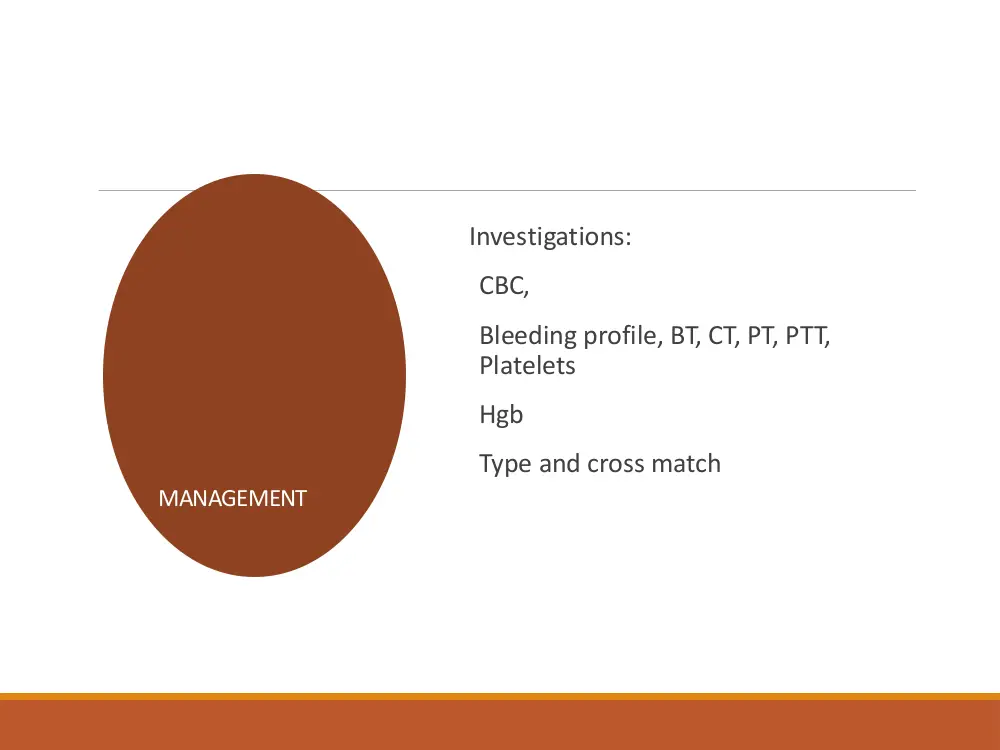 MANAGEMENT
Investigations:
CBC,
Bleeding profile, BT, CT, PT, PTT,
Platelets
Hgb
Type and cross match